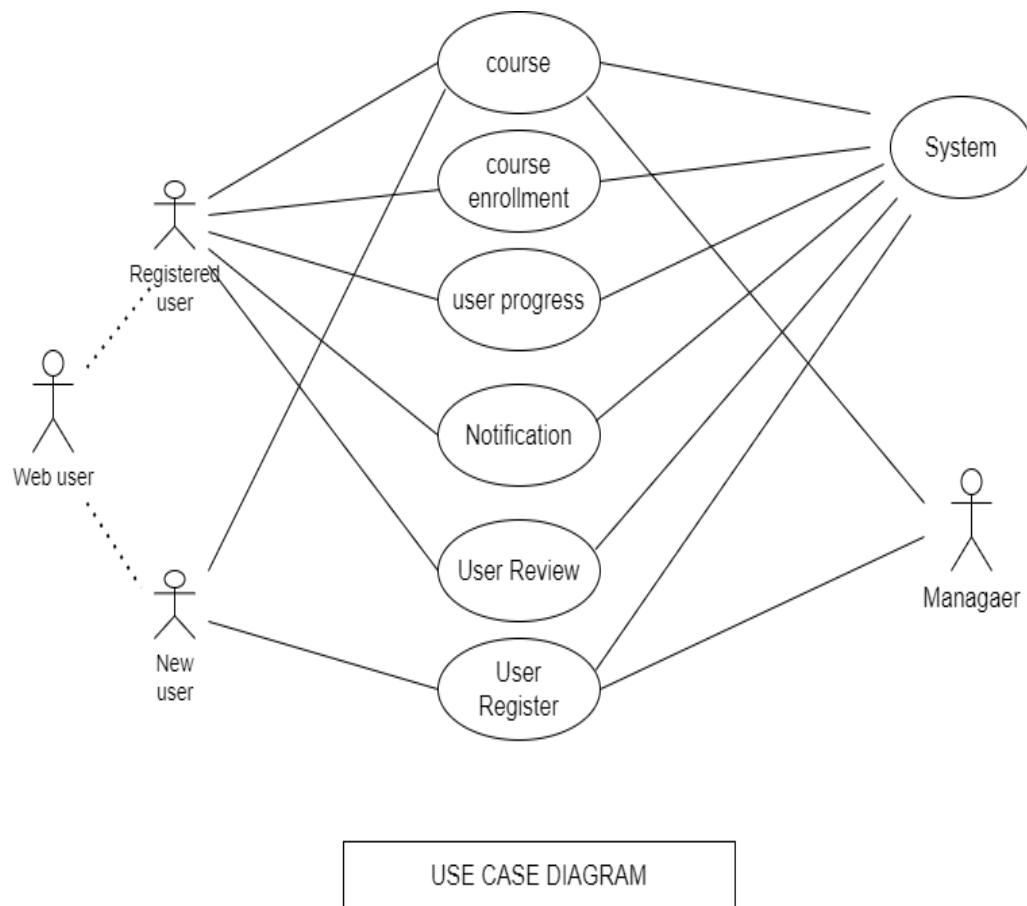 course
System
course
enrollment
Registered
user
user progress
Web user
Notification
User Review
Managaer
New
user
User
Register
USE CASE DIAGRAM